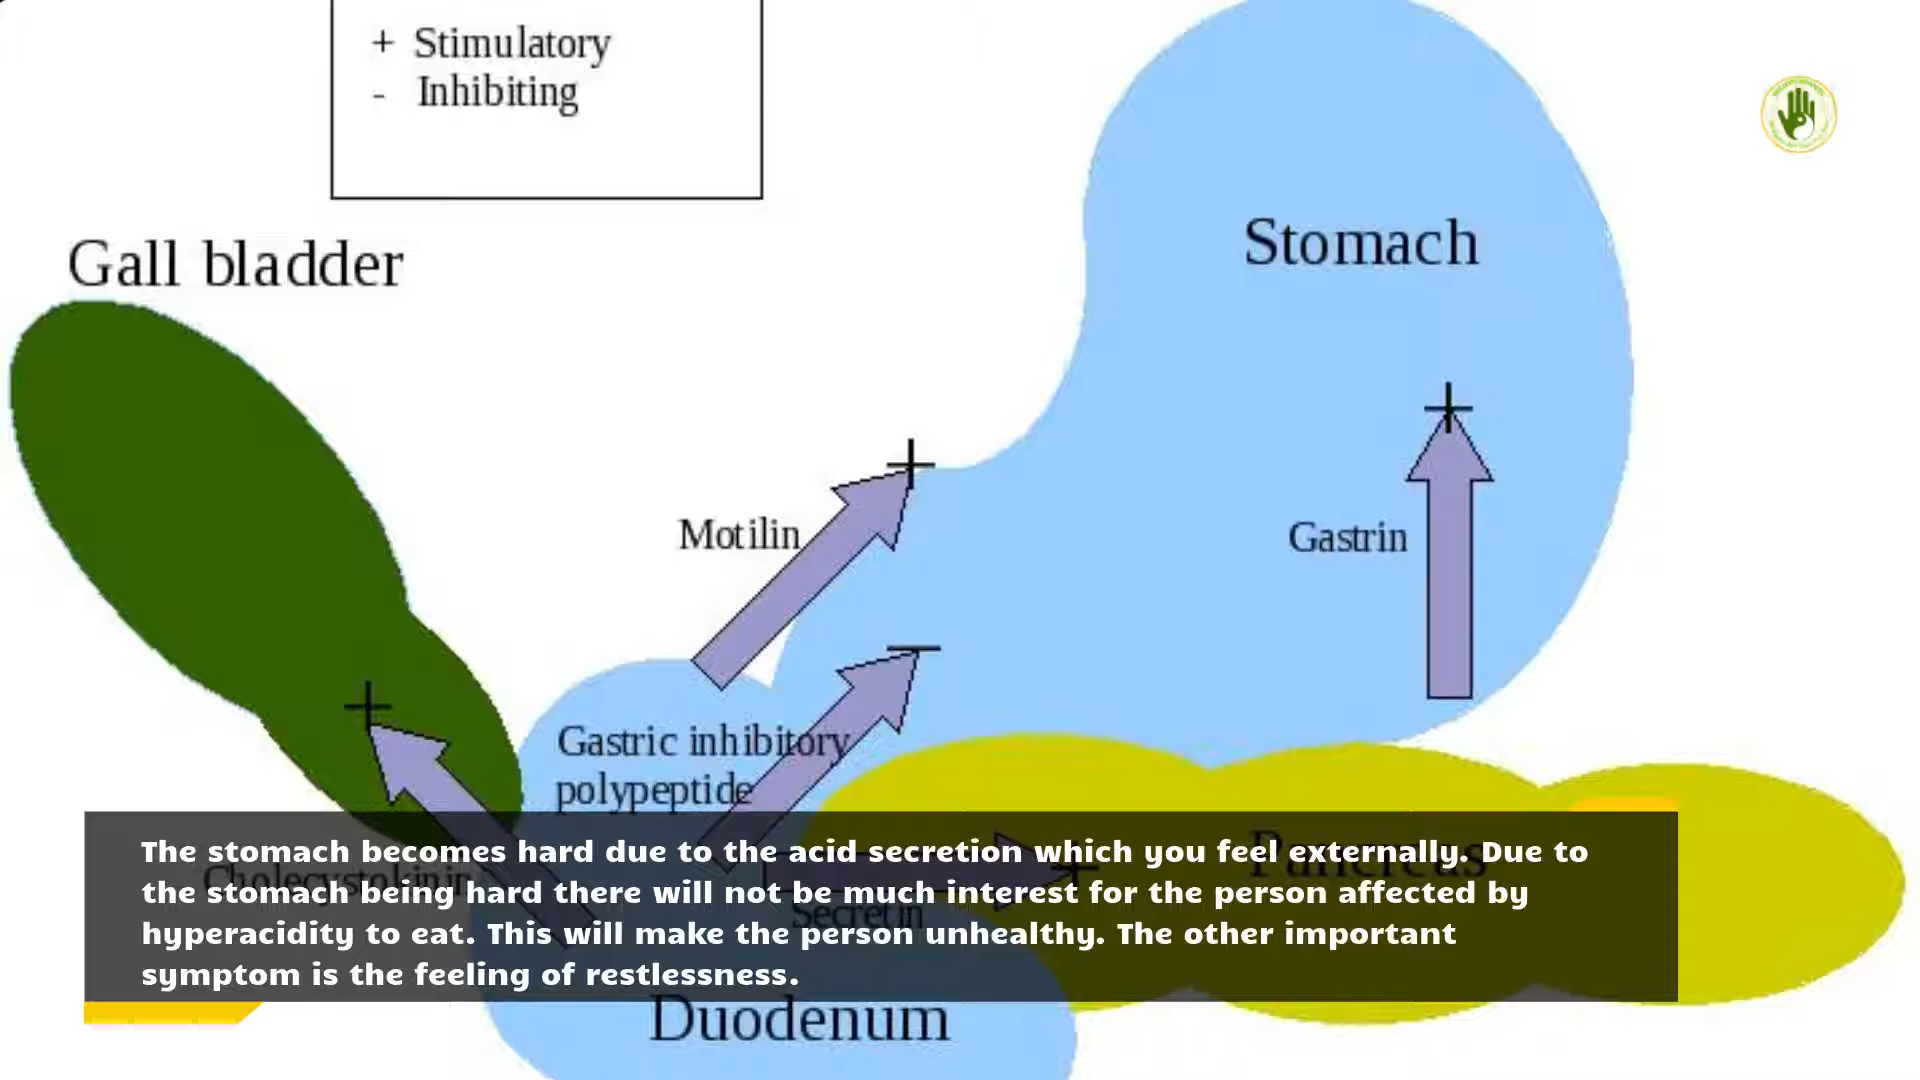 + Stimulatory
- Inhibiting
Gall bladder
Stomach
Motilin
Gastrin
Gastric inhibitory
polypeptide
Pancreas
Cholecystokinin
Secretin
The stomach becomes hard due to the acid secretion which you feel externally. Due to
the stomach being hard there will not be much interest for the person affected by
hyperacidity to eat. This will make the person unhealthy. The other important
symptom is the feeling of restlessness.
Duodenum